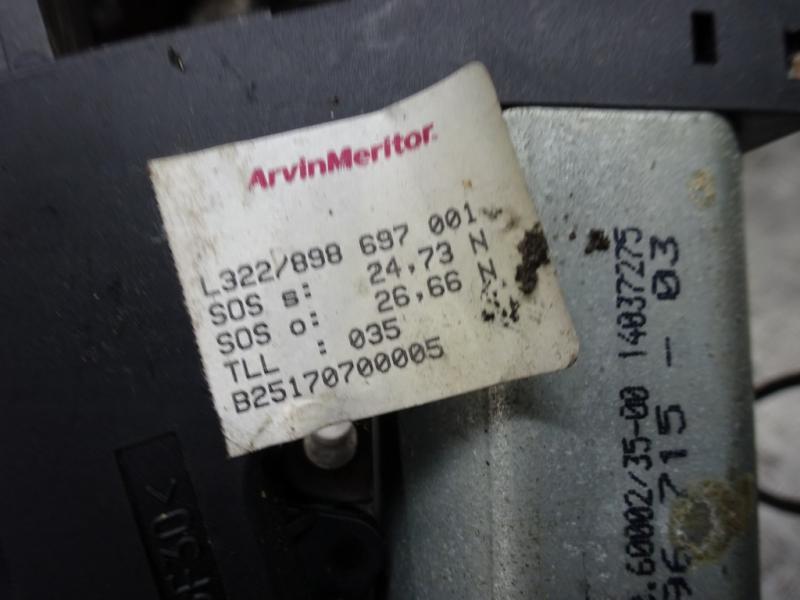 ArvinMeritor.
L322/898 697 001
SOS s: 24,73 N
SOS o: 26,66 N
TLL : 035
B25170700005
.60002/35-00 14037275
715 - 03